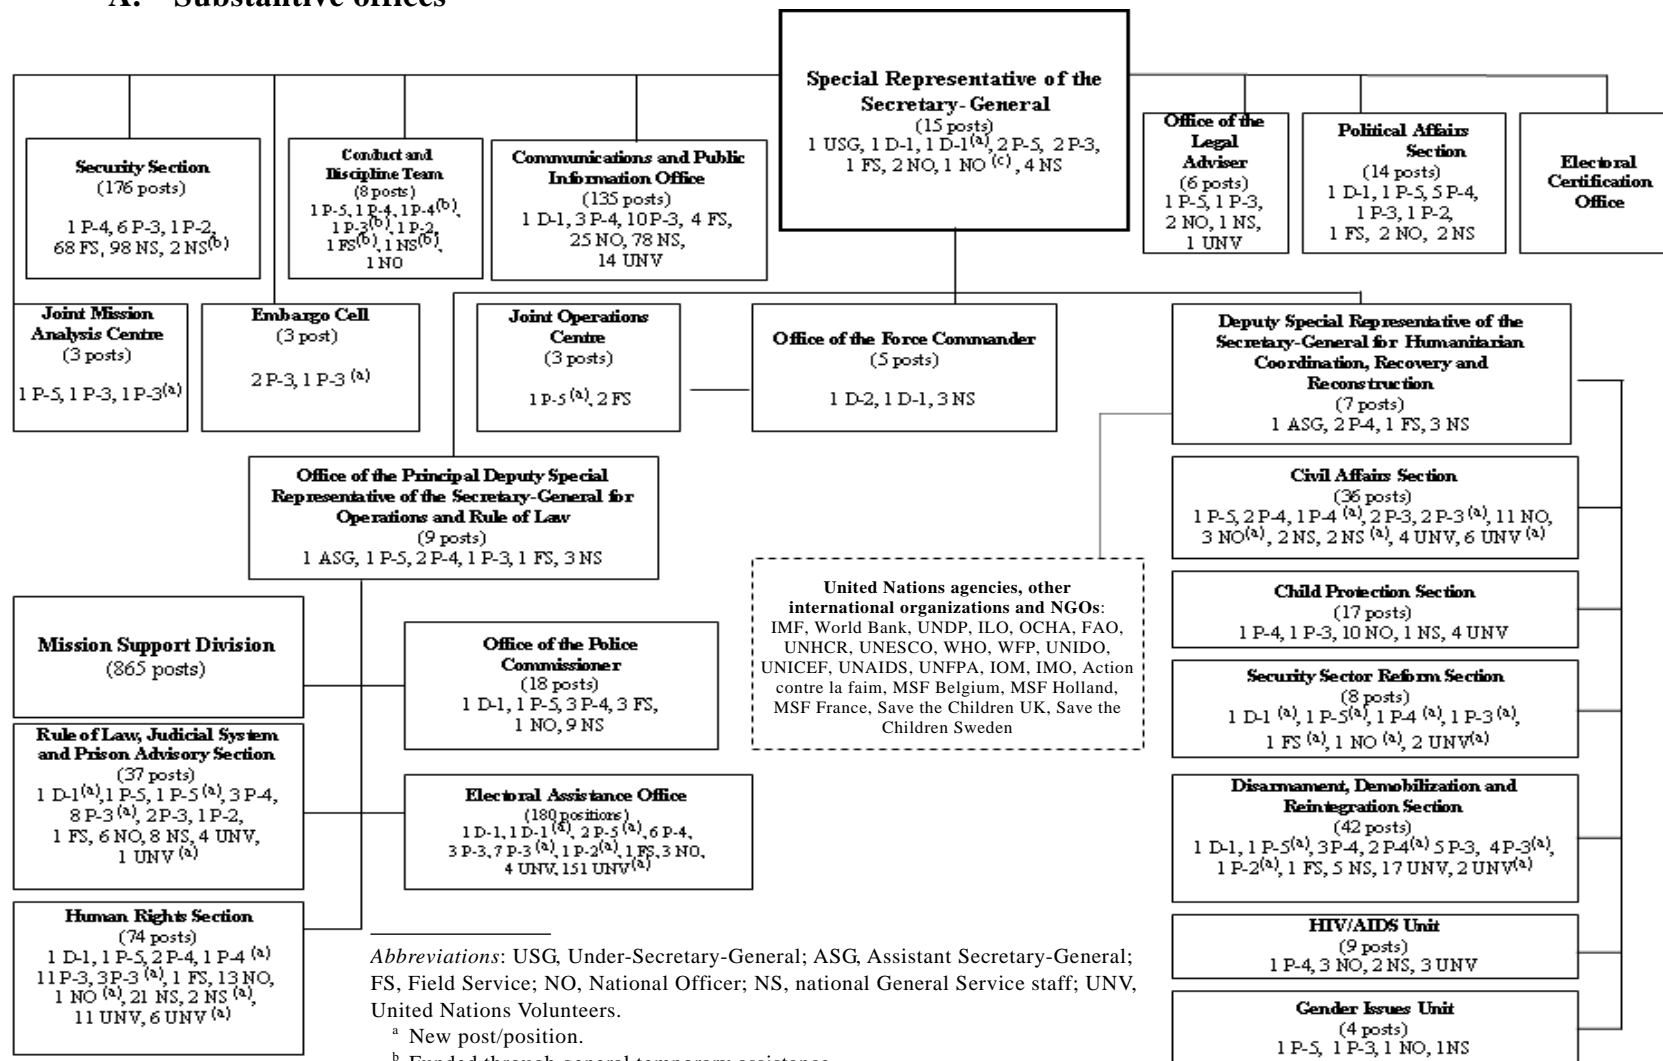 A. Substantive offices
Special Representative of the
Secretary-General
(15 posts)
1 USG, 1 D-1, 1 D-1(a), 2 P-5, 2 P-3,
1 FS, 2 NO, 1 NO (c), 4 NS
Security Section
(176 posts)
1 P-4, 6 P-3, 1 P-2,
68 FS, 98 NS, 2 NS(b)
Conduct and
Discipline Team
(8 posts)
1 P-5, 1 P-4, 1 P-4(b),
1 P-3(b), 1 P-2,
1 FS(b), 1 NS(b),
1 NO
Communications and Public
Information Office
(135 posts)
1 D-1, 3 P-4, 10 P-3, 4 FS,
25 NO, 78 NS,
14 UNV
Office of the
Legal
Adviser
(6 posts)
1 P-5, 1 P-3,
2 NO, 1 NS,
1 UNV
Political Affairs
Section
(14 posts)
1 D-1, 1 P-5, 5 P-4,
1 P-3, 1 P-2,
1 FS, 2 NO, 2 NS
Electoral
Certification
Office
Joint Mission
Analysis Centre
(3 posts)
1 P-5, 1 P-3, 1 P-3(a)
Embargo Cell
(3 post)
2 P-3, 1 P-3 (a)
Joint Operations
Centre
(3 posts)
1 P-5 (a), 2 FS
Office of the Force Commander
(5 posts)
1 D-2, 1 D-1, 3 NS
Deputy Special Representative of the
Secretary-General for Humanitarian
Coordination, Recovery and
Reconstruction
(7 posts)
1 ASG, 2 P-4, 1 FS, 3 NS
Office of the Principal Deputy Special
Representative of the Secretary-General for
Operations and Rule of Law
(9 posts)
1 ASG, 1 P-5, 2 P-4, 1 P-3, 1 FS, 3 NS
Civil Affairs Section
(36 posts)
1 P-5, 2 P-4, 1 P-4 (a), 2 P-3, 2 P-3 (a), 11 NO,
3 NO(a), 2 NS, 2 NS (a), 4 UNV, 6 UNV (a)
United Nations agencies, other
international organizations and NGOs:
IMF, World Bank, UNDP, ILO, OCHA, FAO,
UNHCR, UNESCO, WHO, WFP, UNIDO,
UNICEF, UNAIDS, UNFPA, IOM, IMO, Action
contre la faim, MSF Belgium, MSF Holland,
MSF France, Save the Children UK, Save the
Children Sweden
Child Protection Section
(17 posts)
1 P-4, 1 P-3, 10 NO, 1 NS, 4 UNV
Mission Support Division
(865 posts)
Office of the Police
Commissioner
(18 posts)
1 D-1, 1 P-5, 3 P-4, 3 FS,
1 NO, 9 NS
Security Sector Reform Section
(8 posts)
1 D-1 (a), 1 P-5(a), 1 P-4 (a), 1 P-3 (a),
1 FS (a), 1 NO (a), 2 UNV(a)
Rule of Law, Judicial System
and Prison Advisory Section
(37 posts)
1 D-1(a), 1 P-5, 1 P-5 (a), 3 P-4,
8 P-3 (a), 2P-3, 1 P-2,
1 FS, 6 NO, 8 NS, 4 UNV,
1 UNV (a)
Electoral Assistance Office
(180 positions)
1 D-1, 1 D-1 (a), 2 P-5 (a), 6 P-4,
3 P-3, 7 P-3 (a), 1 P-2(a), 1 FS, 3 NO,
4 UNV, 151 UNV(a)
Disarmament, Demobilization and
Reintegration Section
(42 posts)
1 D-1, 1 P-5(a), 3P-4, 2 P-4(a) 5 P-3, 4 P-3(a),
1 P-2(a), 1 FS, 5 NS, 17 UNV, 2 UNV(a)
Human Rights Section
(74 posts)
1 D-1, 1 P-5, 2 P-4, 1 P-4 (a)
11 P-3, 3 P-3 (a), 1 FS, 13 NO,
1 NO (a), 21 NS, 2 NS (a),
11 UNV, 6 UNV (a)
HIV/AIDS Unit
(9 posts)
1 P-4, 3 NO, 2 NS, 3 UNV
Gender Issues Unit
(4 posts)
1 P-5, 1 P-3, 1 NO, 1NS
Abbreviations: USG, Under-Secretary-General; ASG, Assistant Secretary-General;
FS, Field Service; NO, National Officer; NS, national General Service staff; UNV,
United Nations Volunteers.
a New post/position.
b Funded through general temporary assistance.